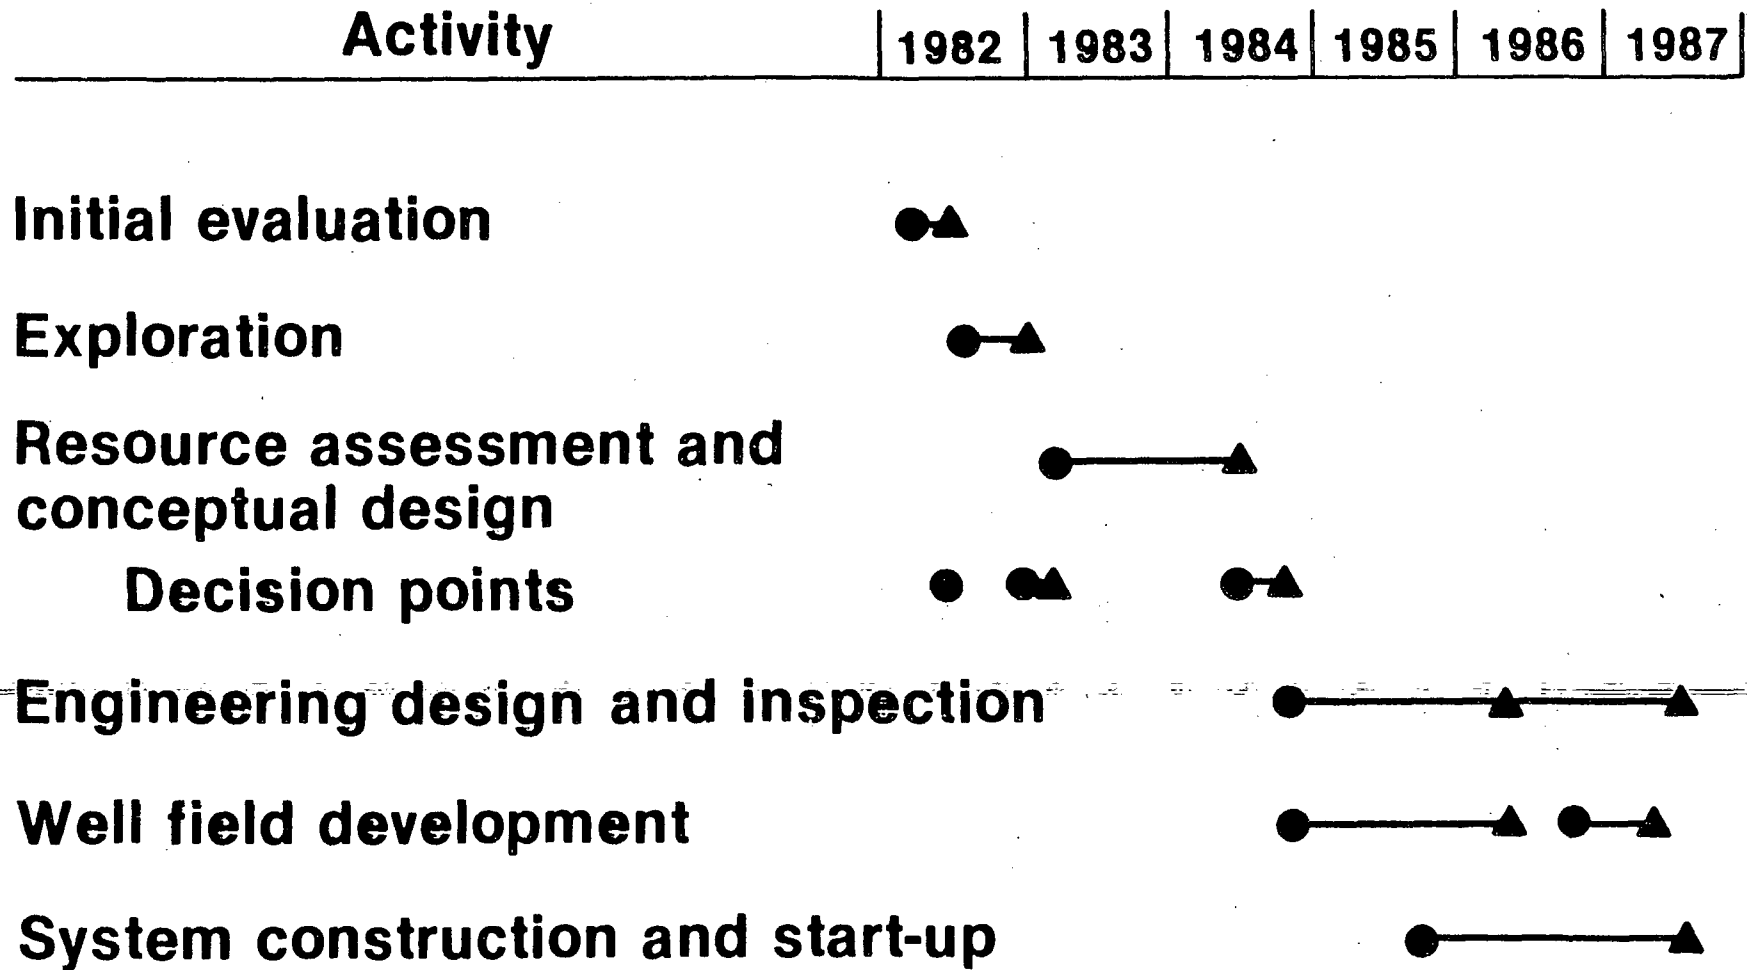 Activity 1982 1983 1984 1985 1986 1987
Initial evaluation
Exploration
Resource assessment and
conceptual design
Decision points
Engineering design and inspection
Well field development
System construction and start-up